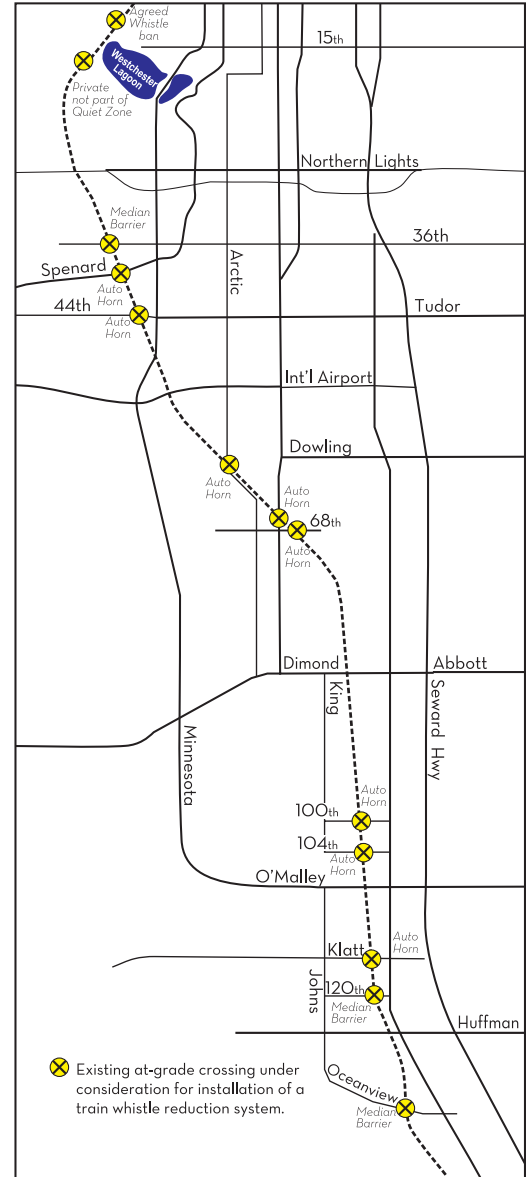 Agreed
Whistle
ban
15th
Westchester
Lagoon
Private
not part of
Quiet Zone
Northern Lights
Median
Barrier
36th
Arctic
Spenard
Auto
Horn
44th
Auto
Horn
Tudor
Int'l Airport
Dowling
Auto
Horn
Auto
Horn
68th
Auto
Horn
Dimond
Abbott
King
Seward Hwy
Minnesota
Auto
Horn
100th
104th
Auto
Horn
O'Malley
Auto
Horn
Klatt
Johns
120th
Median
Barrier
Huffman
Existing at-grade crossing under
consideration for installation of a
train whistle reduction system.
Oceanview
Median
Barrier